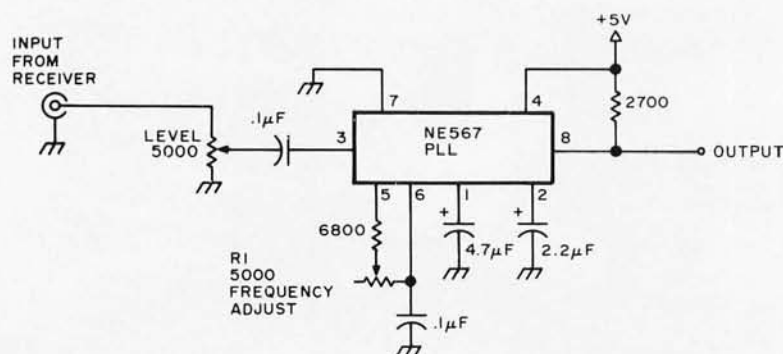 +5V
INPUT
FROM
RECEIVER
7
4
2700
.1µF
LEVEL
5000
3
NE567
PLL
8
OUTPUT
5
6
1
2
6800
+
4.7µF
+
2.2µF
R1
5000
FREQUENCY
ADJUST
.1µF